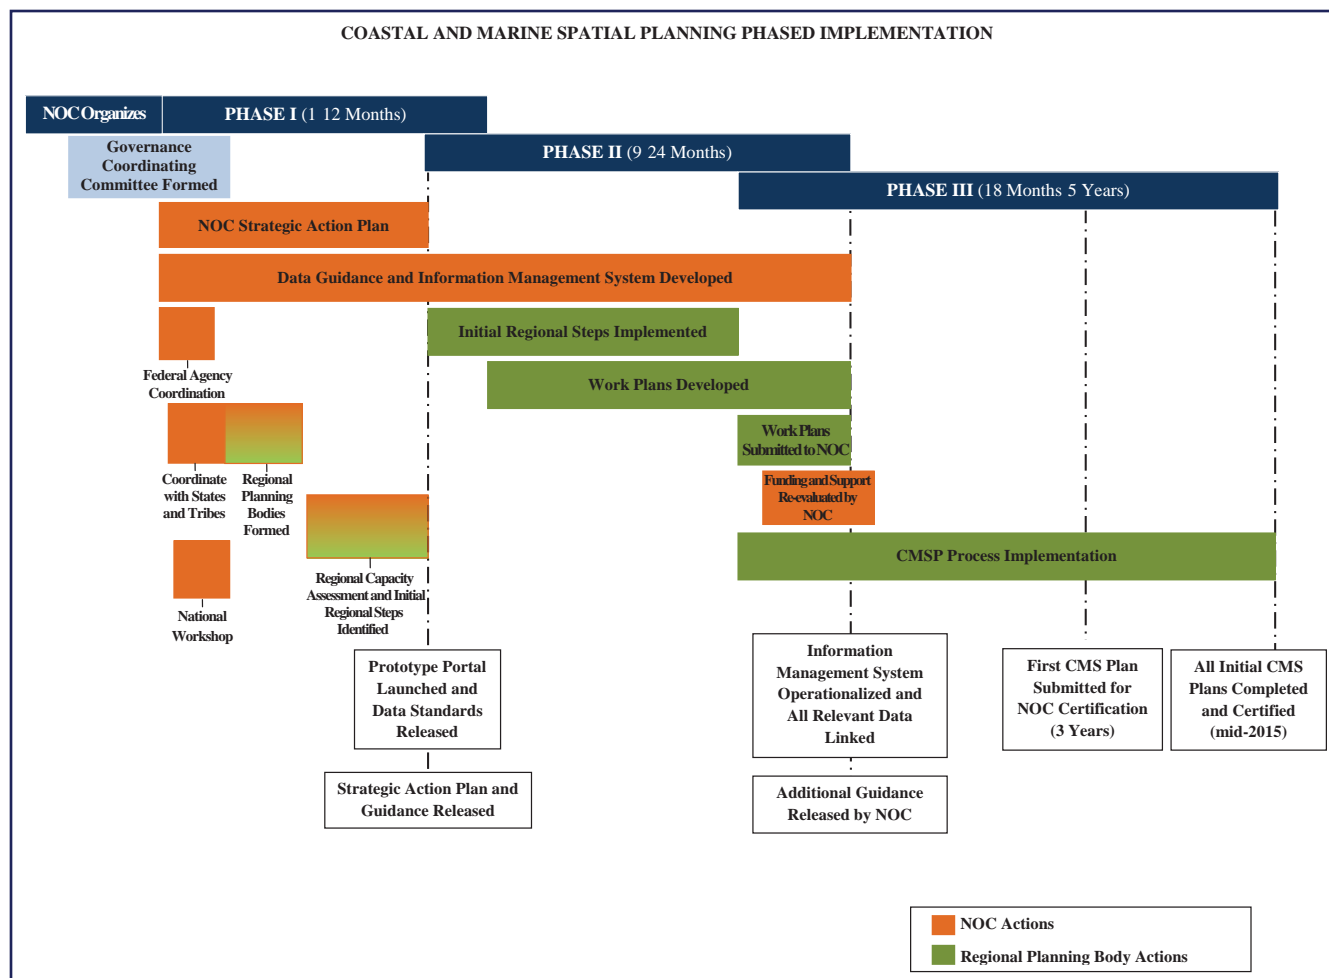 COASTAL AND MARINE SPATIAL PLANNING PHASED IMPLEMENTATION
NOC Organizes
PHASE I (1 12 Months)
Governance
Coordinating
Committee Formed
PHASE II (9 24 Months)
PHASE III (18 Months 5 Years)
NOC Strategic Action Plan
Data Guidance and Information Management System Developed
Initial Regional Steps Implemented
Federal Agency
Coordination
Work Plans Developed
Work Plans
Submitted to NOC
Coordinate
with States
and Tribes
Regional
Planning
Bodies
Formed
Funding and Support
Re-evaluated by
NOC
CMSP Process Implementation
Regional Capacity
Assessment and Initial
Regional Steps
Identified
National
Workshop
Prototype Portal
Launched and
Data Standards
Released
Information
Management System
Operationalized and
All Relevant Data
Linked
First CMS Plan
Submitted for
NOC Certification
(3 Years)
All Initial CMS
Plans Completed
and Certified
(mid-2015)
Strategic Action Plan and
Guidance Released
Additional Guidance
Released by NOC
NOC Actions
Regional Planning Body Actions